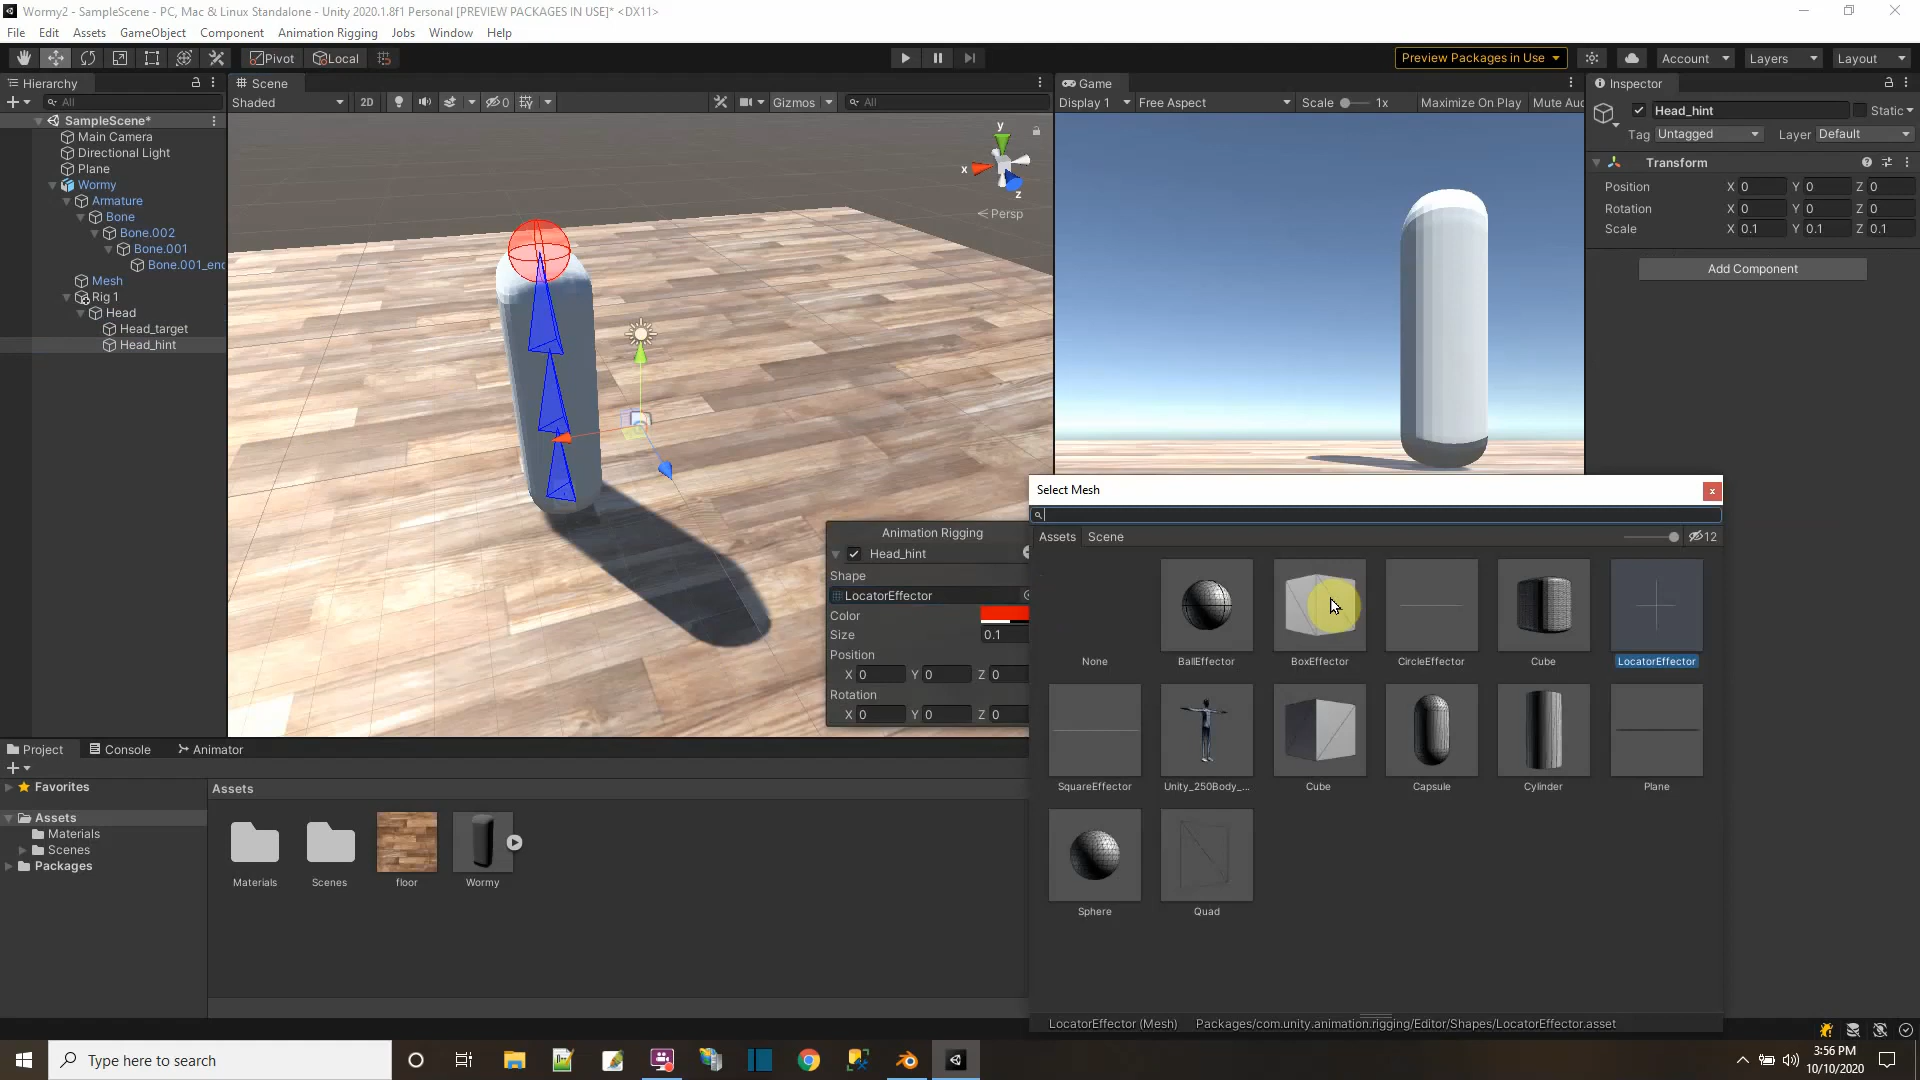 Wormy2 - SampleScene - PC, Mac & Linux Standalone - Unity 2020.1.8f1 Personal [PREVIEW PACKAGES IN USE]* <DX11>
File Edit Assets GameObject Component Animation Rigging Jobs Window Help
Pivot Local Preview Packages in Use Account Layers Layout
Hierarchy
All
SampleScene*
Main Camera
Directional Light
Plane
Wormy
Armature
Bone
Bone.002
Bone.001
Bone.001_end
Mesh
Rig 1
Head
Head_target
Head_hint
Scene
Shaded 2D 0 Gizmos All
y
x
z
Persp
Animation Rigging
Head_hint
Shape
LocatorEffector
Color
Size 0.1
Position
X 0 Y 0 Z 0
Rotation
X 0 Y 0 Z 0
Game
Display 1 Free Aspect Scale 1x Maximize On Play Mute Aud
Inspector
Head_hint Static
Tag Untagged Layer Default
Transform
Position X 0 Y 0 Z 0
Rotation X 0 Y 0 Z 0
Scale X 0.1 Y 0.1 Z 0.1
Add Component
Select Mesh
Assets Scene 12
None BallEffector BoxEffector CircleEffector Cube LocatorEffector
SquareEffector Unity_250Body_... Cube Capsule Cylinder Plane
Sphere Quad
LocatorEffector (Mesh) Packages/com.unity.animation.rigging/Editor/Shapes/LocatorEffector.asset
Project Console Animator
Favorites
Assets
Materials
Scenes
Packages
Assets
Materials Scenes floor Wormy
Type here to search
3:56 PM
10/10/2020